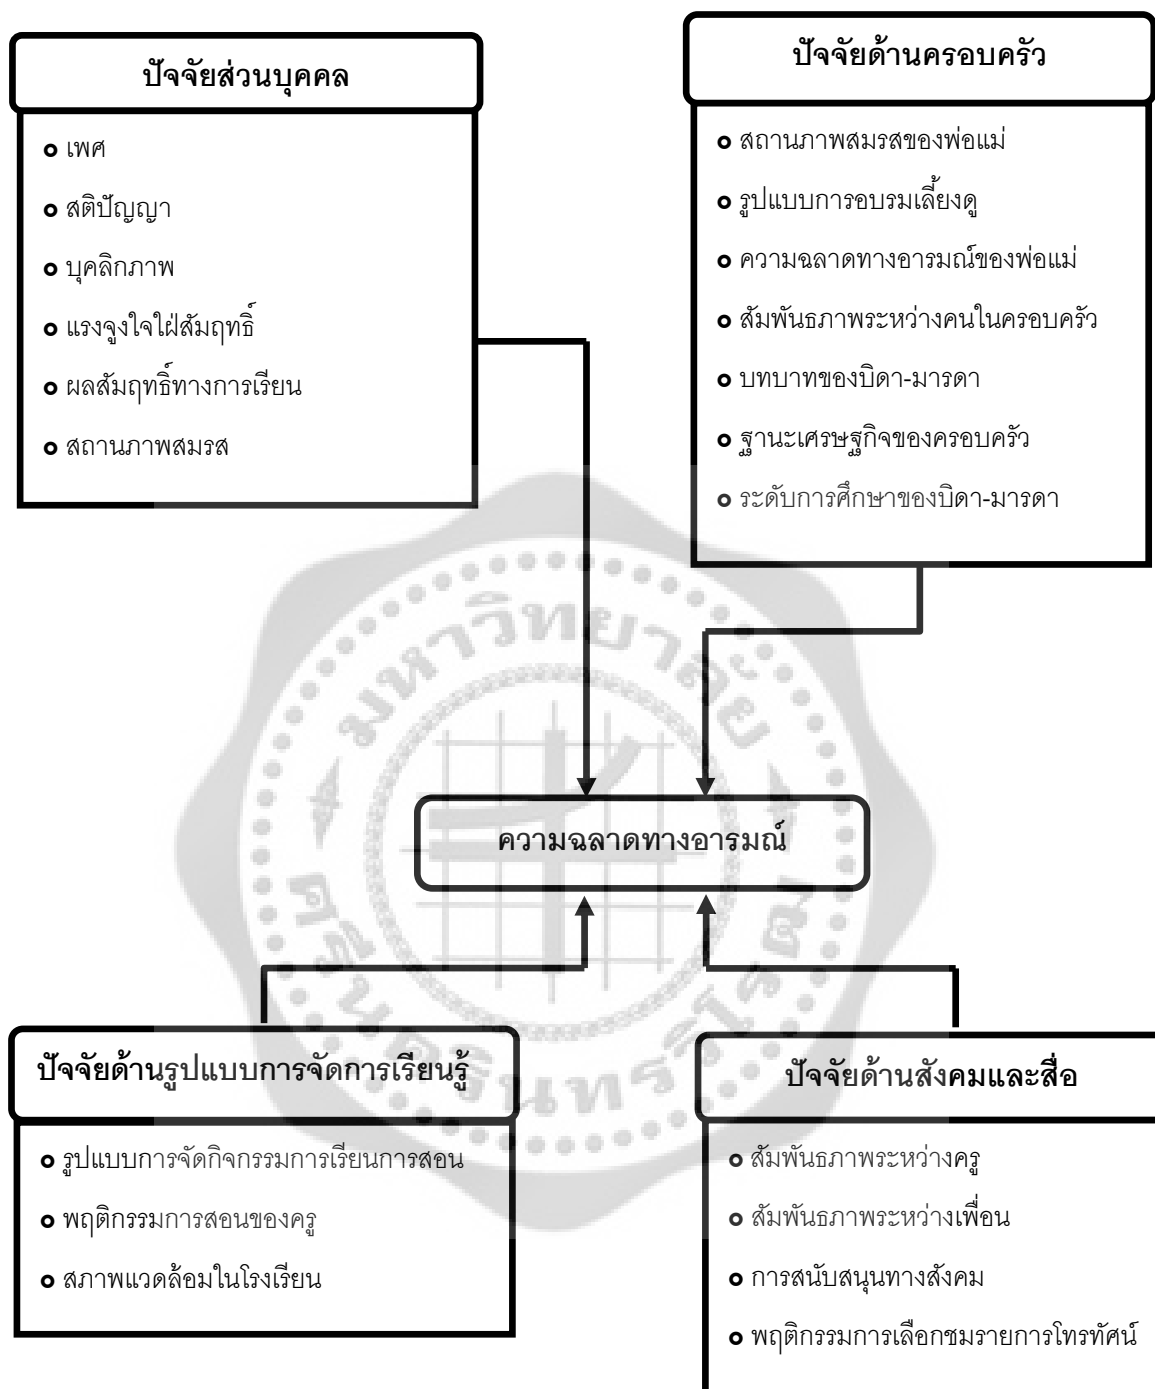 ปัจจัยส่วนบุคคล
o เพศ
o สติปัญญา
o บุคลิกภาพ
o แรงจูงใจใฝ่สัมฤทธิ์
o ผลสัมฤทธิ์ทางการเรียน
o สถานภาพสมรส
ปัจจัยด้านครอบครัว
o สถานภาพสมรสของพ่อแม่
o รูปแบบการอบรมเลี้ยงดู
o ความฉลาดทางอารมณ์ของพ่อแม่
o สัมพันธภาพระหว่างคนในครอบครัว
o บทบาทของบิดา-มารดา
o ฐานะเศรษฐกิจของครอบครัว
o ระดับการศึกษาของบิดา-มารดา
มหาวิทยาลัย
ความฉลาดทางอารมณ์
ศรีนครินทรวิโรฒ
ปัจจัยด้านรูปแบบการจัดการเรียนรู้
o รูปแบบการจัดกิจกรรมการเรียนการสอน
o พฤติกรรมการสอนของครู
o สภาพแวดล้อมในโรงเรียน
ปัจจัยด้านสังคมและสื่อ
o สัมพันธภาพระหว่างครู
o สัมพันธภาพระหว่างเพื่อน
o การสนับสนุนทางสังคม
o พฤติกรรมการเลือกชมรายการโทรทัศน์